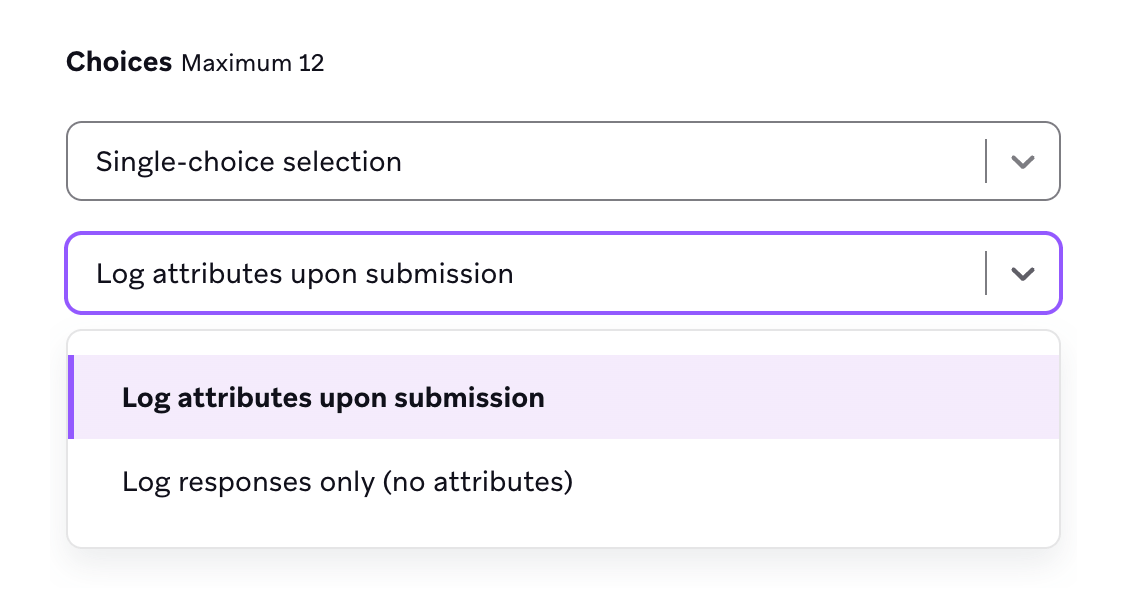 Choices Maximum 12
Single-choice selection
Log attributes upon submission
Log attributes upon submission
Log responses only (no attributes)